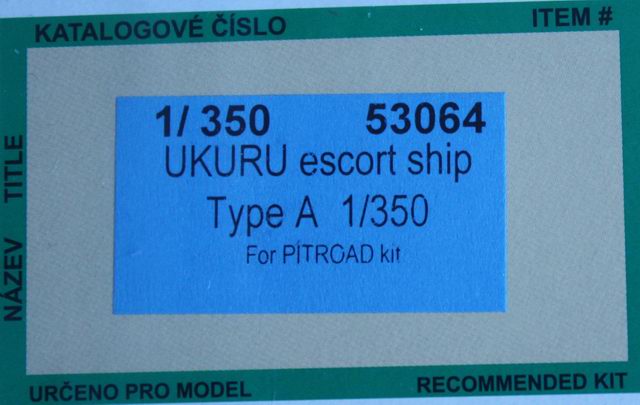 KATALOGOVÉ ČÍSLO ITEM #
NÁZEV TITLE
1/ 350 53064
UKURU escort ship
Type A 1/350
For PÍTROAD kit
URČENO PRO MODEL RECOMMENDED KIT